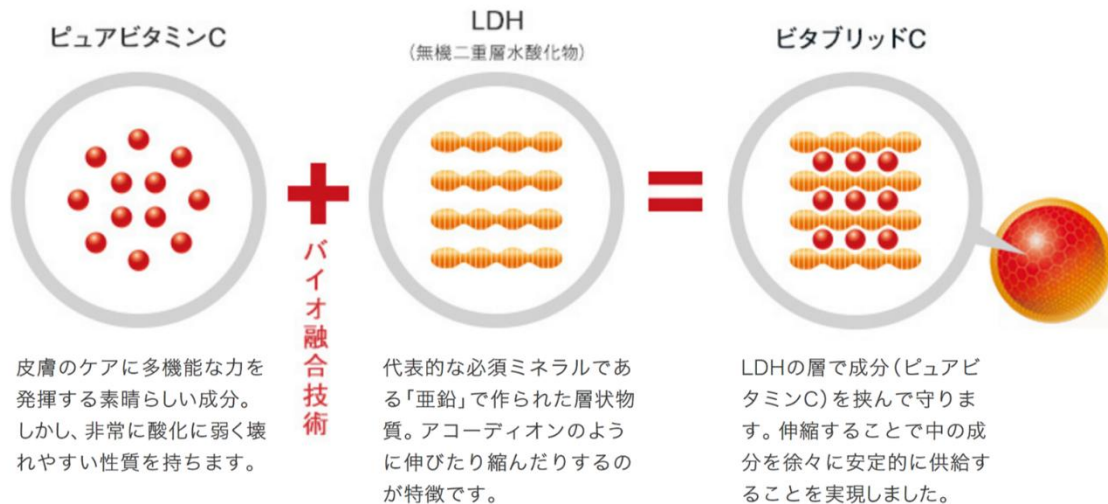 ピュアビタミンC
皮膚のケアに多機能な力を
発揮する素晴らしい成分。
しかし、非常に酸化に弱く壊
れやすい性質を持ちます。
バイオ融合技術
LDH
(無機二重層水酸化物)
代表的な必須ミネラルであ
る「亜鉛」で作られた層状物
質。アコーディオンのよう
に伸びたり縮んだりするの
が特徴です。
ビタブリッドC
LDHの層で成分(ピュアビ
タミンC)を挟んで守りま
す。伸縮することで中の成
分を徐々に安定的に供給す
ることを実現しました。